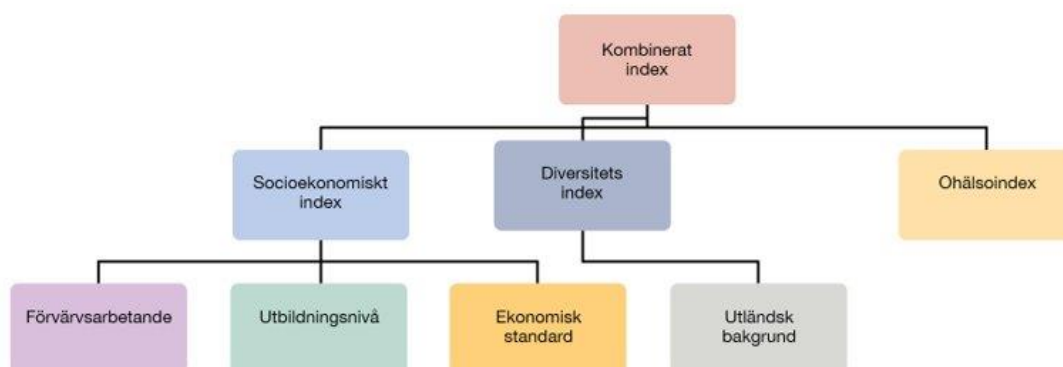 Kombinerat
index
Socioekonomiskt
index
Diversitets
index
Ohälsoindex
Förvärvsarbetande
Utbildningsnivå
Ekonomisk
standard
Utländsk
bakgrund